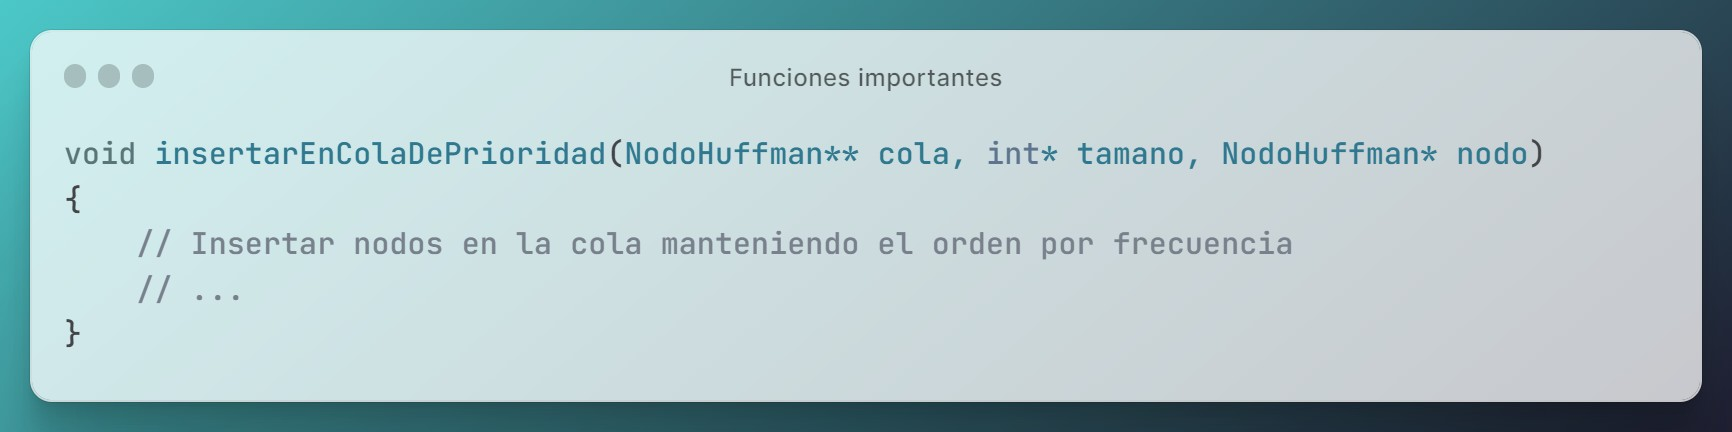 Funciones importantes
void insertarEnColaDePrioridad(NodoHuffman** cola, int* tamano, NodoHuffman* nodo)
{
    // Insertar nodos en la cola manteniendo el orden por frecuencia
    // ...
}